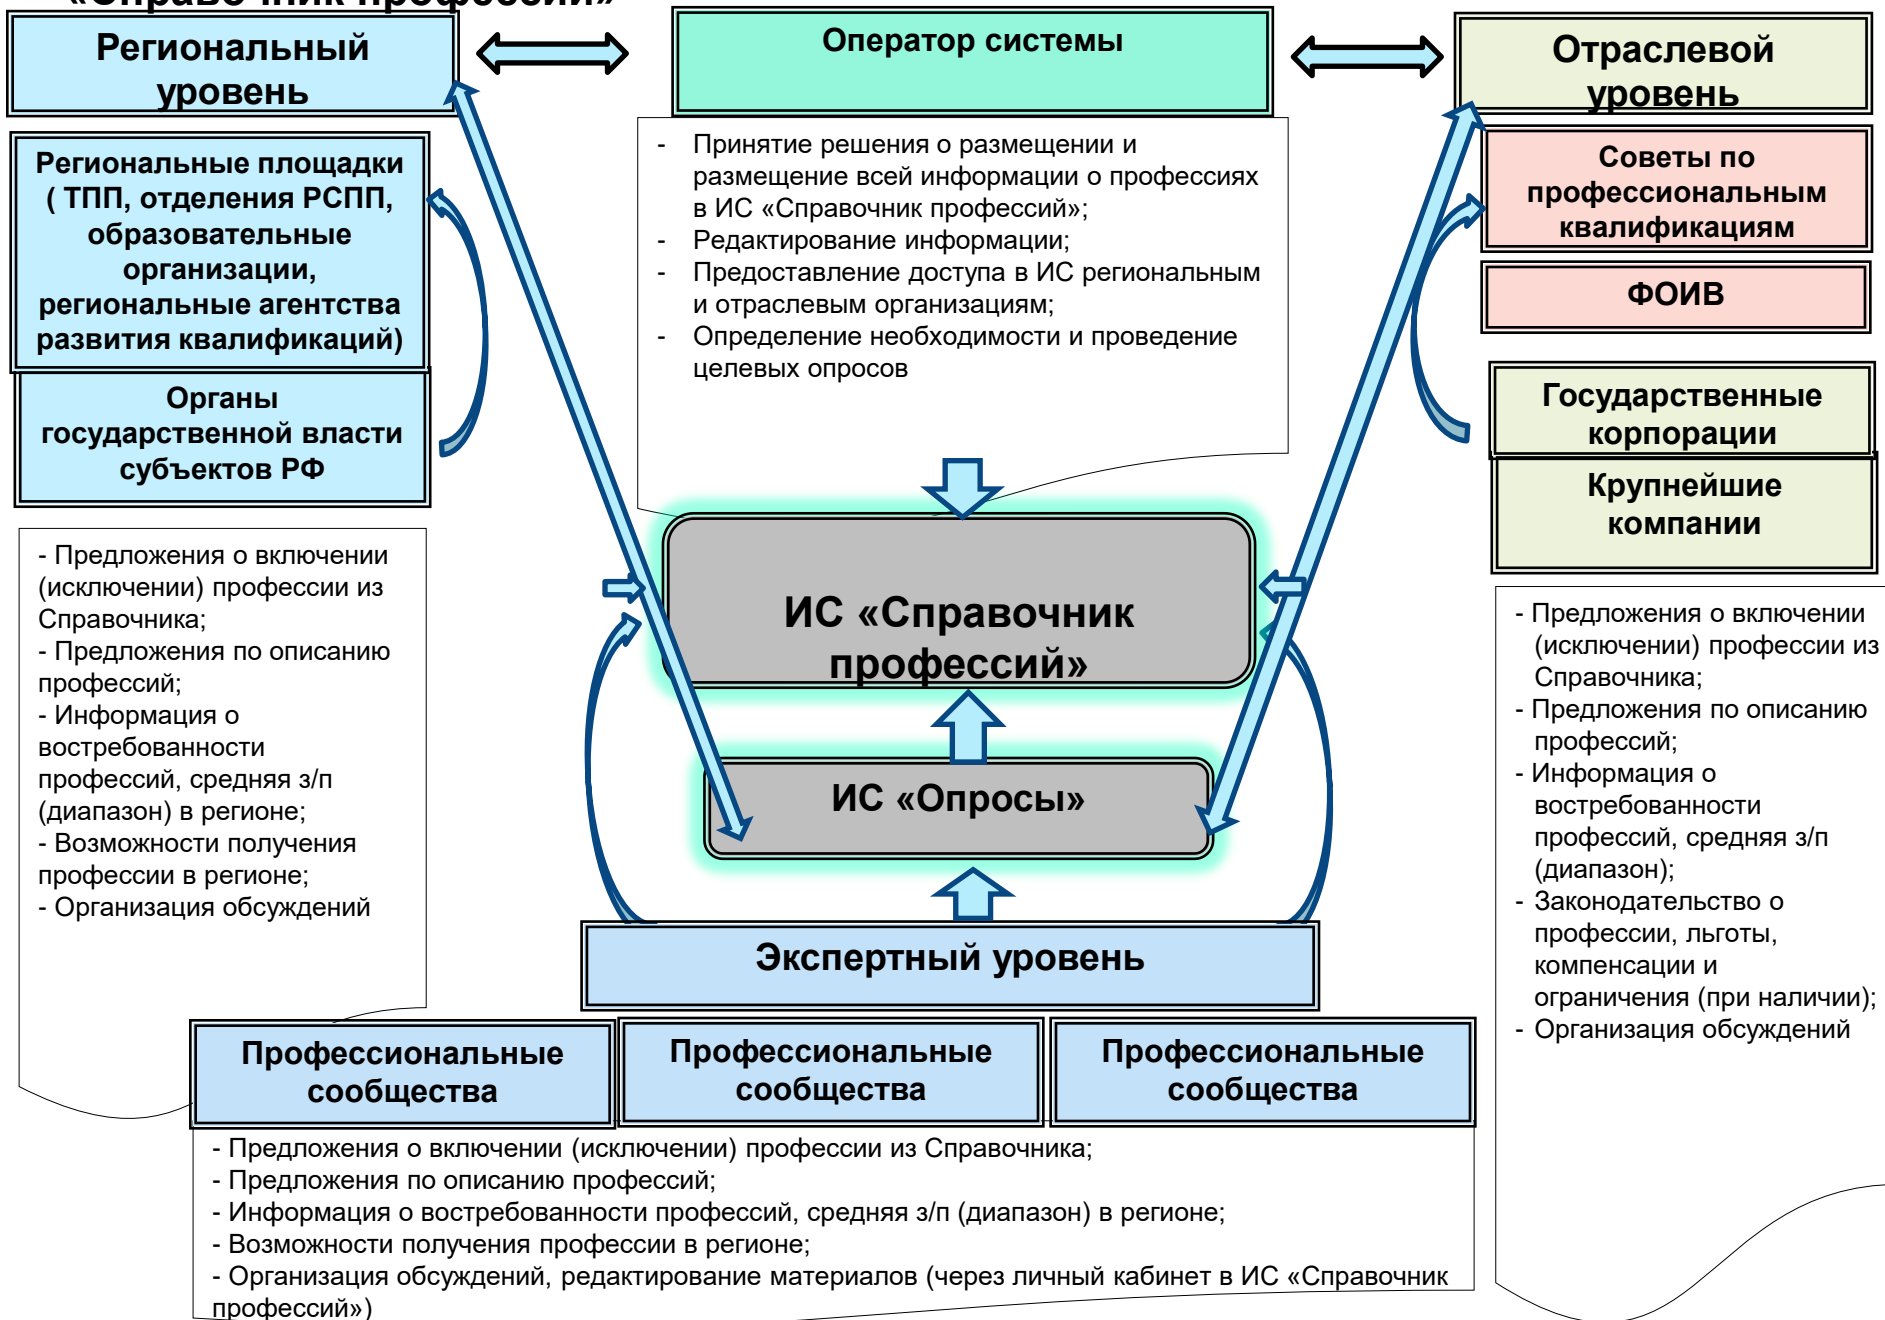 «Справочник профессий»
Региональный
уровень
Оператор системы
Отраслевой
уровень
Региональные площадки
( ТПП, отделения РСПП,
образовательные
организации,
региональные агентства
развития квалификаций)
Органы
государственной власти
субъектов РФ
- Принятие решения о размещении и
размещение всей информации о профессиях
в ИС «Справочник профессий»;
- Редактирование информации;
- Предоставление доступа в ИС региональным
и отраслевым организациям;
- Определение необходимости и проведение
целевых опросов
Советы по
профессиональным
квалификациям
ФОИВ
Государственные
корпорации
Крупнейшие
компании
- Предложения о включении
(исключении) профессии из
Справочника;
- Предложения по описанию
профессий;
- Информация о
востребованности
профессий, средняя з/п
(диапазон) в регионе;
- Возможности получения
профессии в регионе;
- Организация обсуждений
ИС «Справочник
профессий»
ИС «Опросы»
- Предложения о включении
(исключении) профессии из
Справочника;
- Предложения по описанию
профессий;
- Информация о
востребованности
профессий, средняя з/п
(диапазон);
- Законодательство о
профессии, льготы,
компенсации и
ограничения (при наличии);
- Организация обсуждений
Экспертный уровень
Профессиональные
сообщества
Профессиональные
сообщества
Профессиональные
сообщества
- Предложения о включении (исключении) профессии из Справочника;
- Предложения по описанию профессий;
- Информация о востребованности профессий, средняя з/п (диапазон) в регионе;
- Возможности получения профессии в регионе;
- Организация обсуждений, редактирование материалов (через личный кабинет в ИС «Справочник
профессий»)